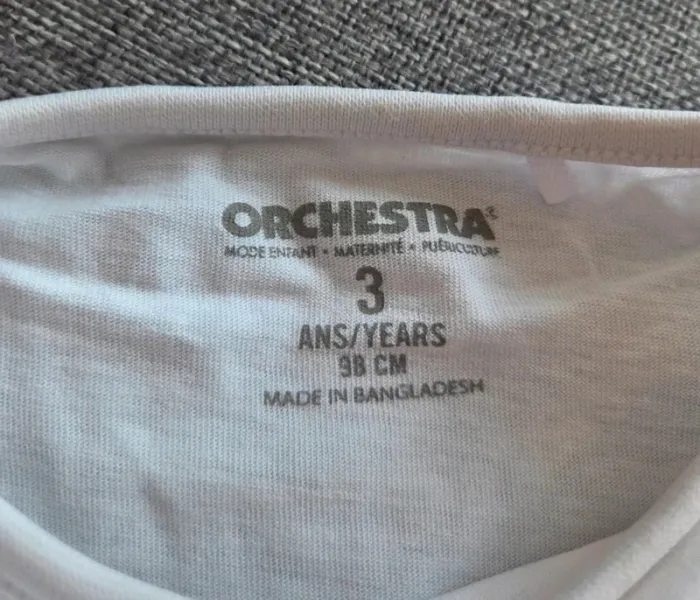 ORCHESTRA®
MODE ENFANT • MATERNITÉ • PUÉRICULTURE
3
ANS/YEARS
98 CM
MADE IN BANGLADESH